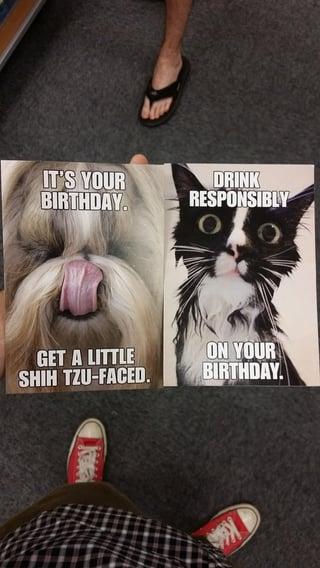 IT'S YOUR
BIRTHDAY.
GET A LITTLE
SHIH TZU-FACED.
DRINK
RESPONSIBLY
ON YOUR
BIRTHDAY.